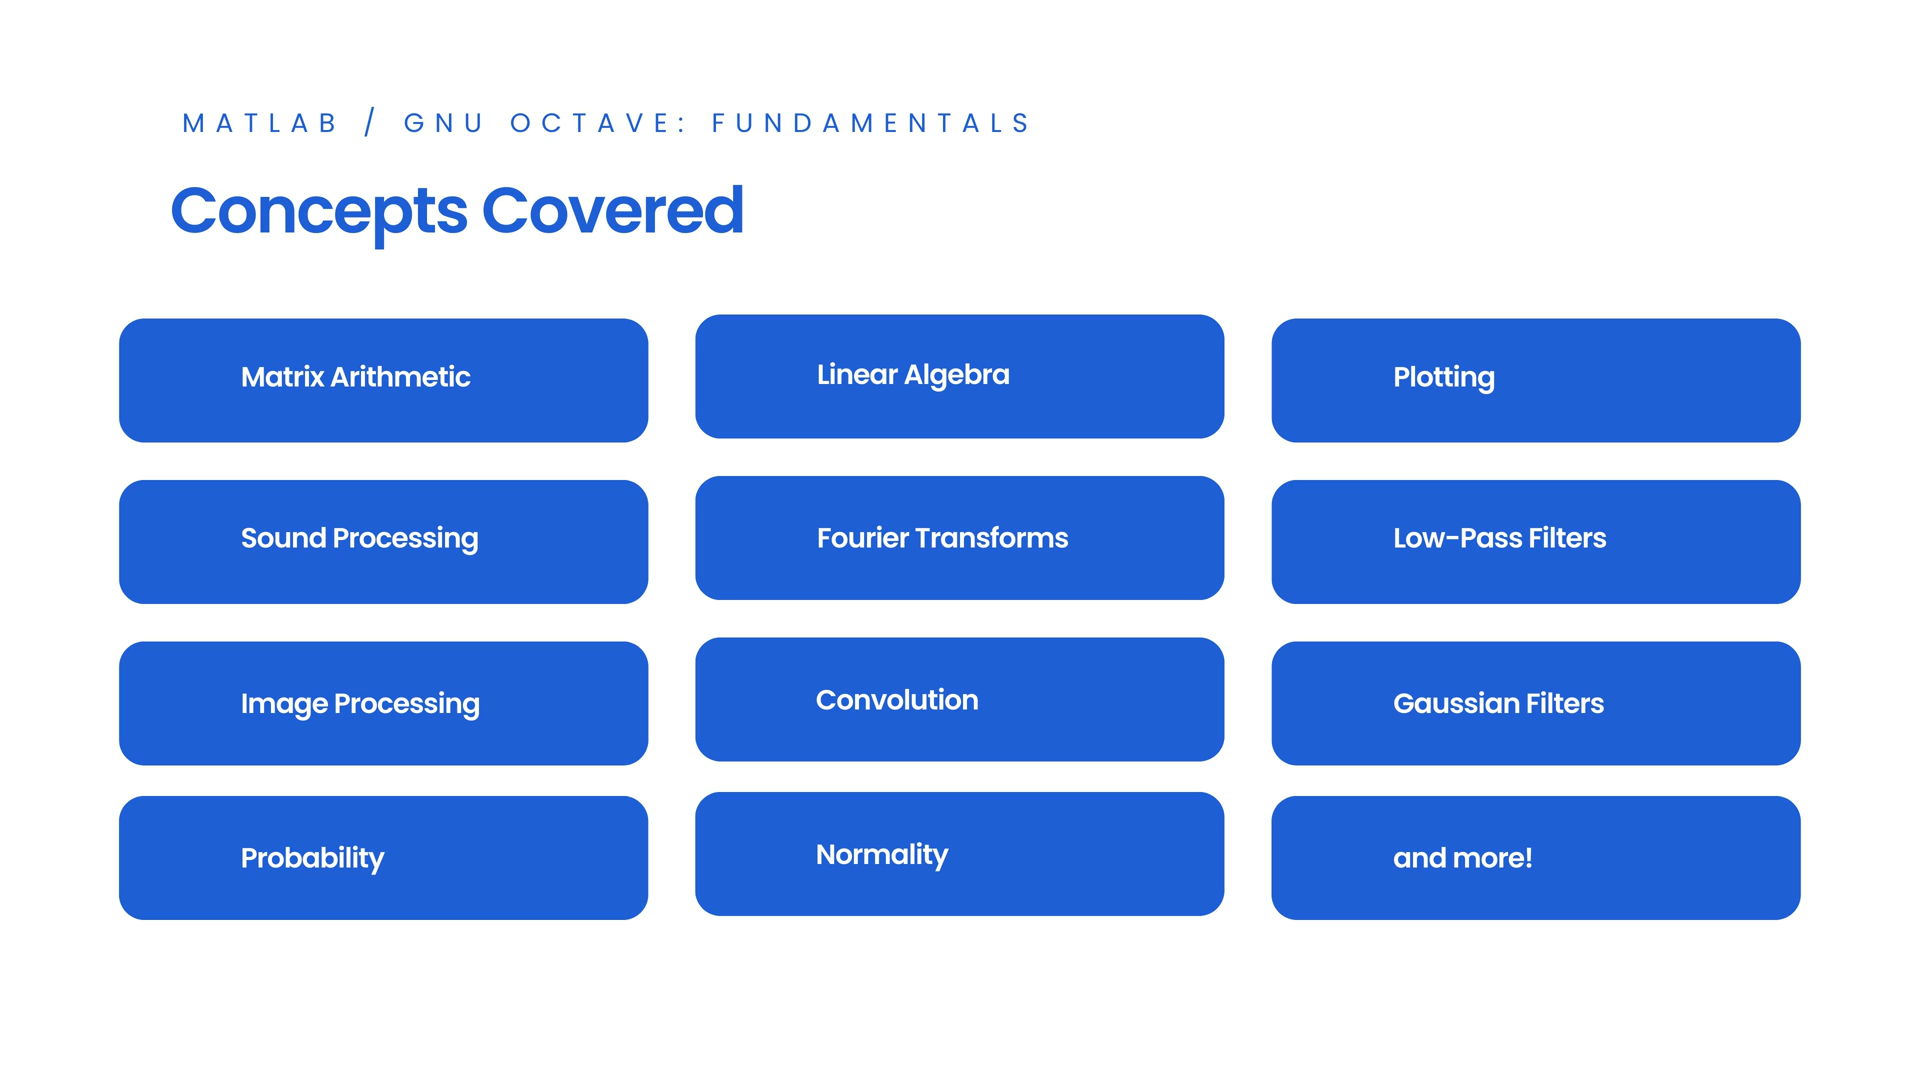 MATLAB / GNU OCTAVE: FUNDAMENTALS
Concepts Covered
Matrix Arithmetic
Linear Algebra
Plotting
Sound Processing
Fourier Transforms
Low-Pass Filters
Image Processing
Convolution
Gaussian Filters
Probability
Normality
and more!